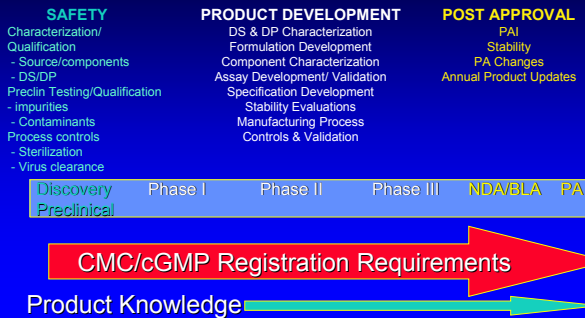 SAFETY
Characterization/
Qualification
- Source/components
- DS/DP
Preclin Testing/Qualification
- impurities
- Contaminants
Process controls
- Sterilization
- Virus clearance
PRODUCT DEVELOPMENT
DS & DP Characterization
Formulation Development
Component Characterization
Assay Development/ Validation
Specification Development
Stability Evaluations
Manufacturing Process
Controls & Validation
POST APPROVAL
PAI
Stability
PA Changes
Annual Product Updates
Discovery
Preclinical
Phase I
Phase II
Phase III
NDA/BLA
PA
CMC/cGMP Registration Requirements
Product Knowledge